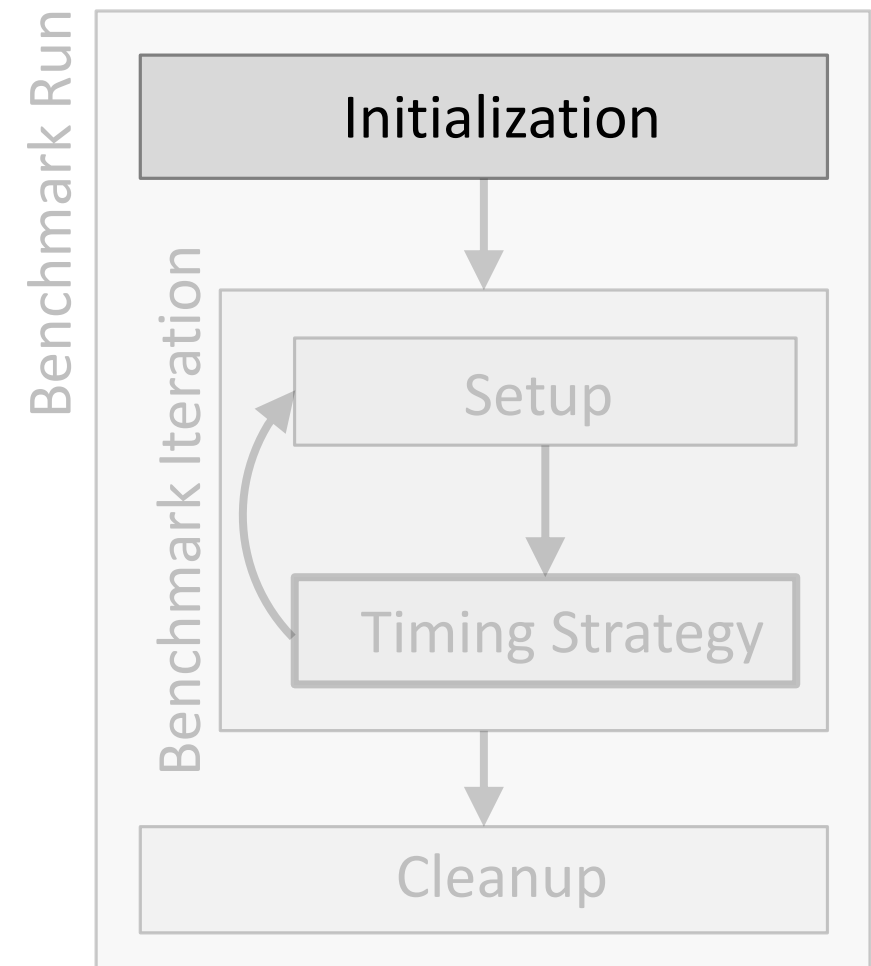 Benchmark Run
Initialization
Benchmark Iteration
Setup
Timing Strategy
Cleanup